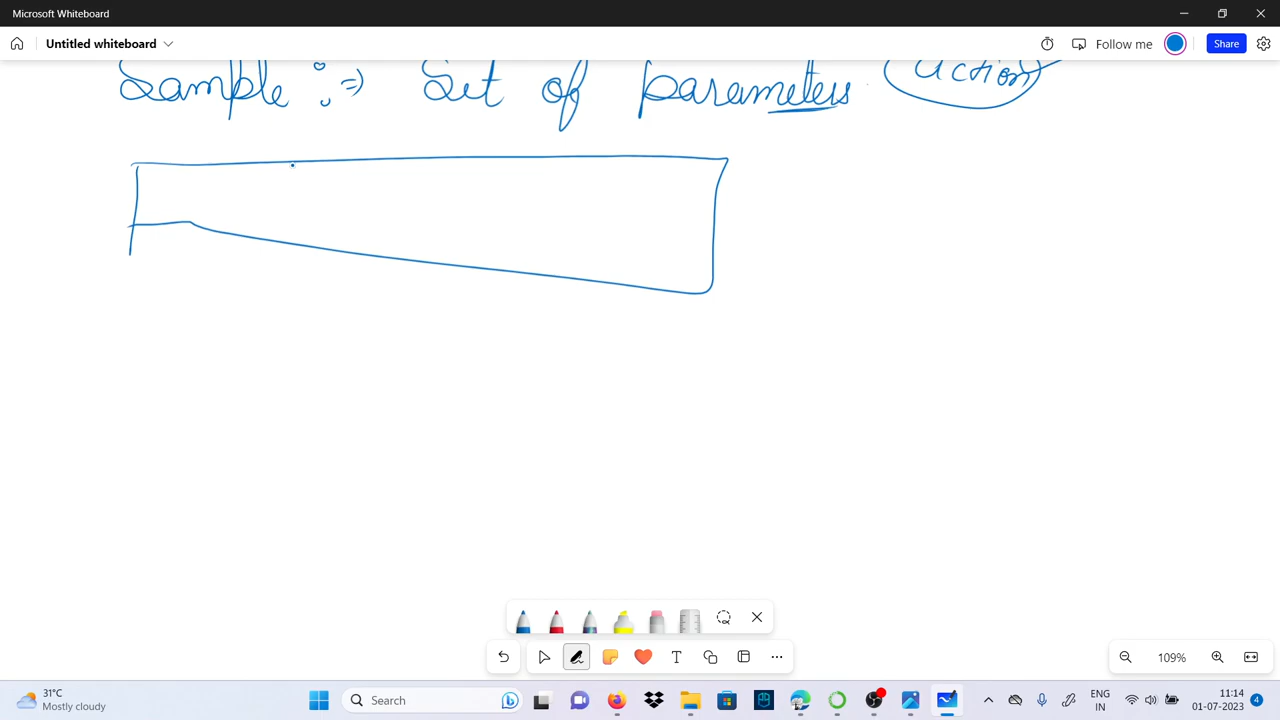 Microsoft Whiteboard
Untitled whiteboard
Follow me
Share
Sample :⇒ Set of parameters (action)
109%
31°C
Mostly cloudy
Search
ENG
IN
11:14
01-07-2023
4